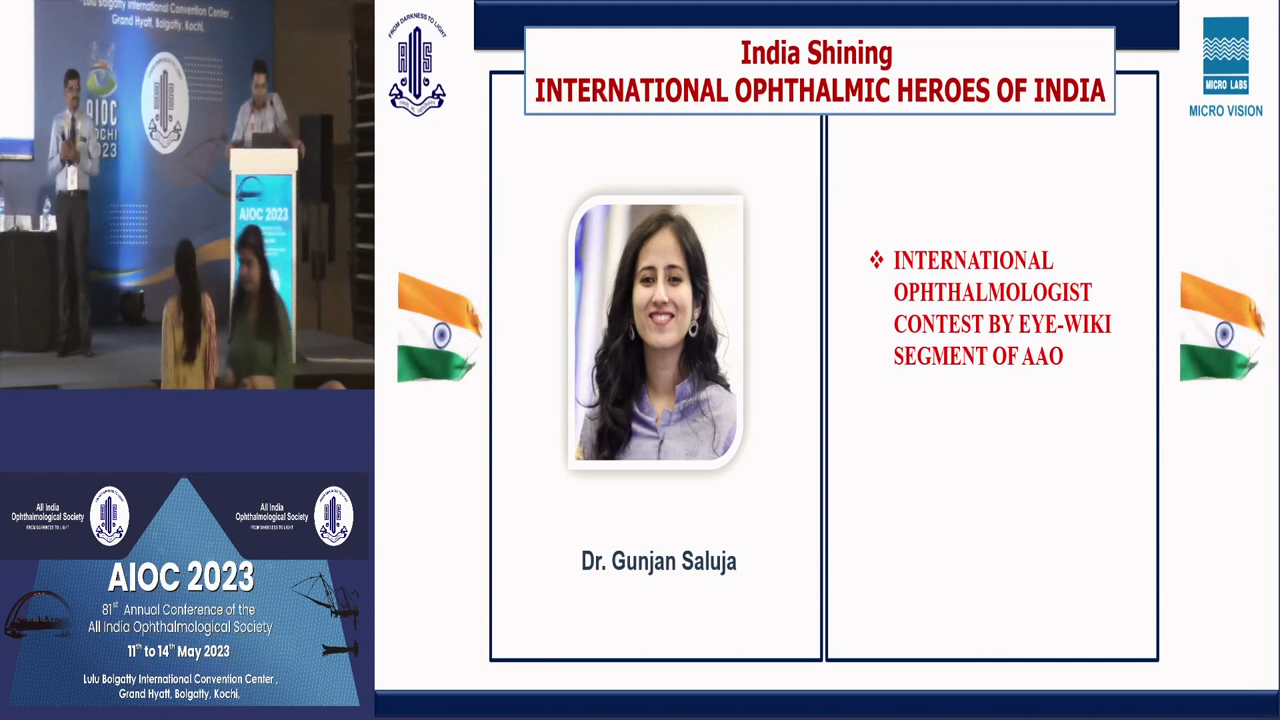 Lulu Bolgatty International Convention Center ,
Grand Hyatt, Bolgatty, Kochi,
AIOC
KOCHI
2023
AIOC 2023
FROM DARKNESS TO LIGHT
India Shining
INTERNATIONAL OPHTHALMIC HEROES OF INDIA
MICRO LABS
MICRO VISION
❖ INTERNATIONAL
OPHTHALMOLOGIST
CONTEST BY EYE-WIKI
SEGMENT OF AAO
Dr. Gunjan Saluja
All India
Ophthalmological Society
FROM DARKNESS TO LIGHT
All India
Ophthalmological Society
FROM DARKNESS TO LIGHT
AIOC 2023
81st Annual Conference of the
All India Ophthalmological Society
11th to 14th May 2023
Lulu Bolgatty International Convention Center ,
Grand Hyatt, Bolgatty, Kochi,